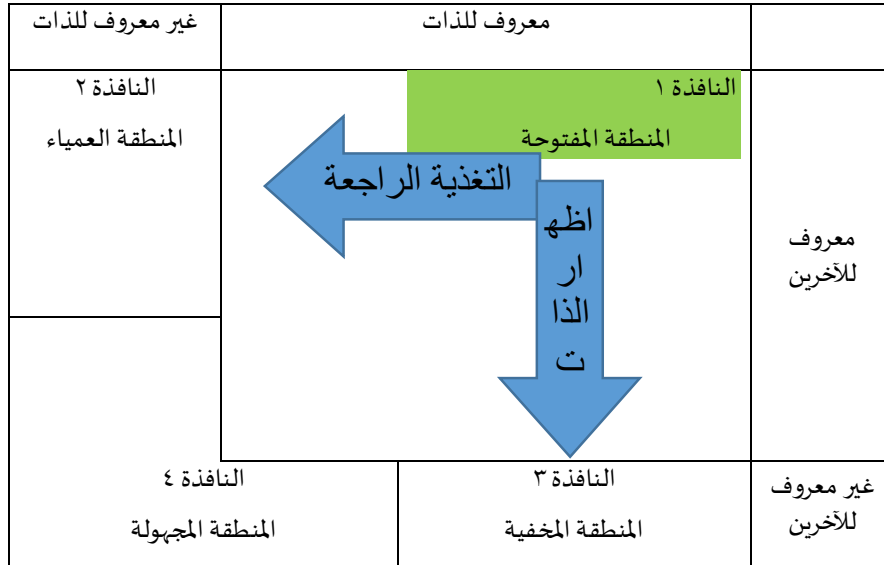 معروف للذات
غير معروف للذات
معروف
للآخرين
النافذة ١
المنطقة المفتوحة
النافذة ٢
المنطقة العمياء
التغذية الراجعة
اظه
ار
الذا
ت
غير معروف
للآخرين
النافذة ٣
المنطقة المخفية
النافذة ٤
المنطقة المجهولة